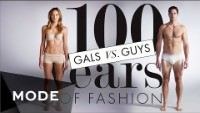 100
GALS VS. GUYS
Years
OF FASHION
MODE